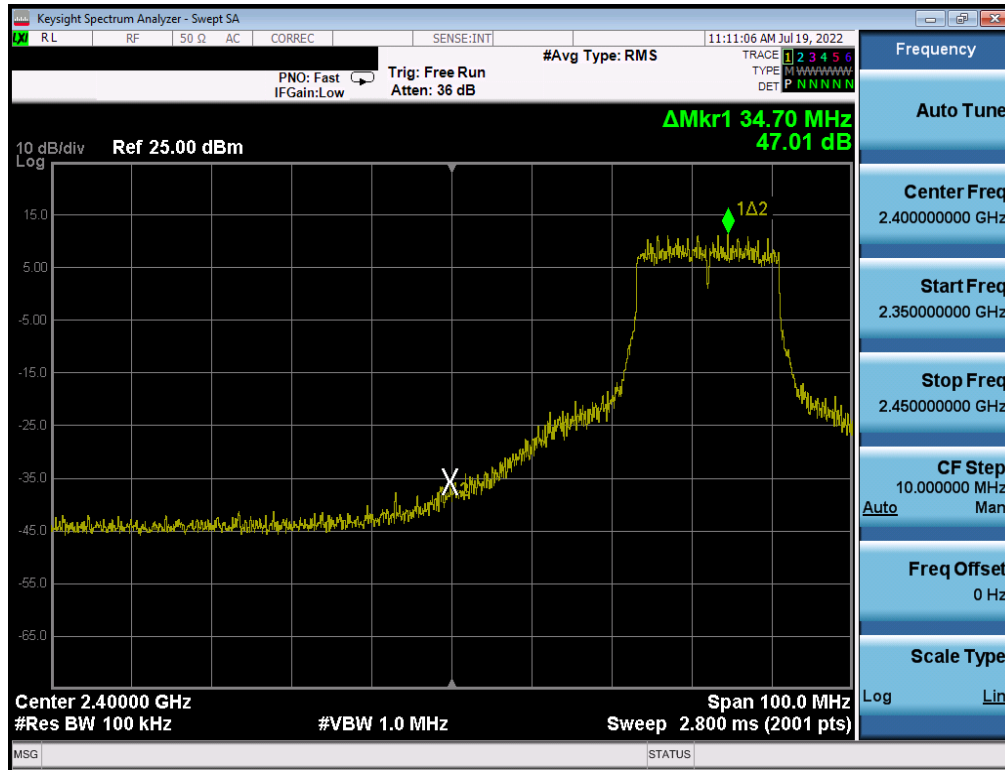 Keysight Spectrum Analyzer - Swept SA
LXI RL RF 50 Ω AC CORREC SENSE:INT 11:11:06 AM Jul 19, 2022
#Avg Type: RMS
TRACE 1 2 3 4 5 6
TYPE M WWWWW
DET P N N N N N
PNO: Fast
IFGain:Low
Trig: Free Run
Atten: 36 dB
ΔMkr1 34.70 MHz
47.01 dB
10 dB/div
Log
Ref 25.00 dBm
15.0
5.00
-5.00
-15.0
-25.0
-35.0
-45.0
-55.0
-65.0
1Δ2
Center 2.40000 GHz
#Res BW 100 kHz
#VBW 1.0 MHz
Span 100.0 MHz
Sweep 2.800 ms (2001 pts)
MSG
STATUS
Frequency
Auto Tune
Center Freq
2.400000000 GHz
Start Freq
2.350000000 GHz
Stop Freq
2.450000000 GHz
CF Step
10.000000 MHz
Auto Man
Freq Offset
0 Hz
Scale Type
Log Lin